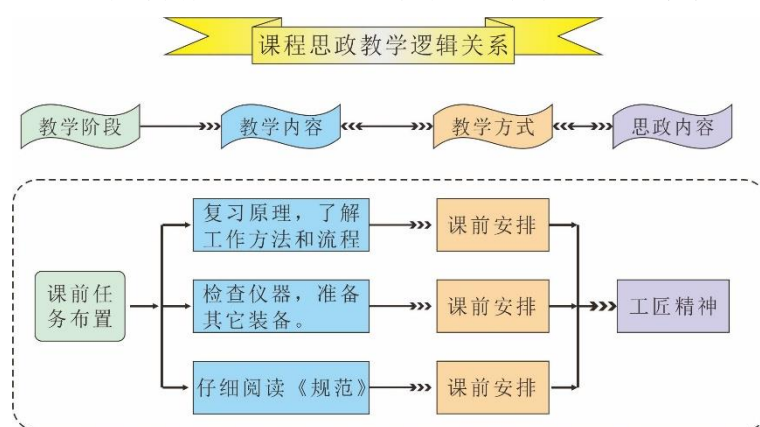 课程思政教学逻辑关系
教学阶段
教学内容
教学方式
思政内容
复习原理，了解
工作方法和流程
课前安排
课前任
务布置
检查仪器，准备
其它装备。
课前安排
工匠精神
仔细阅读《规范》
课前安排